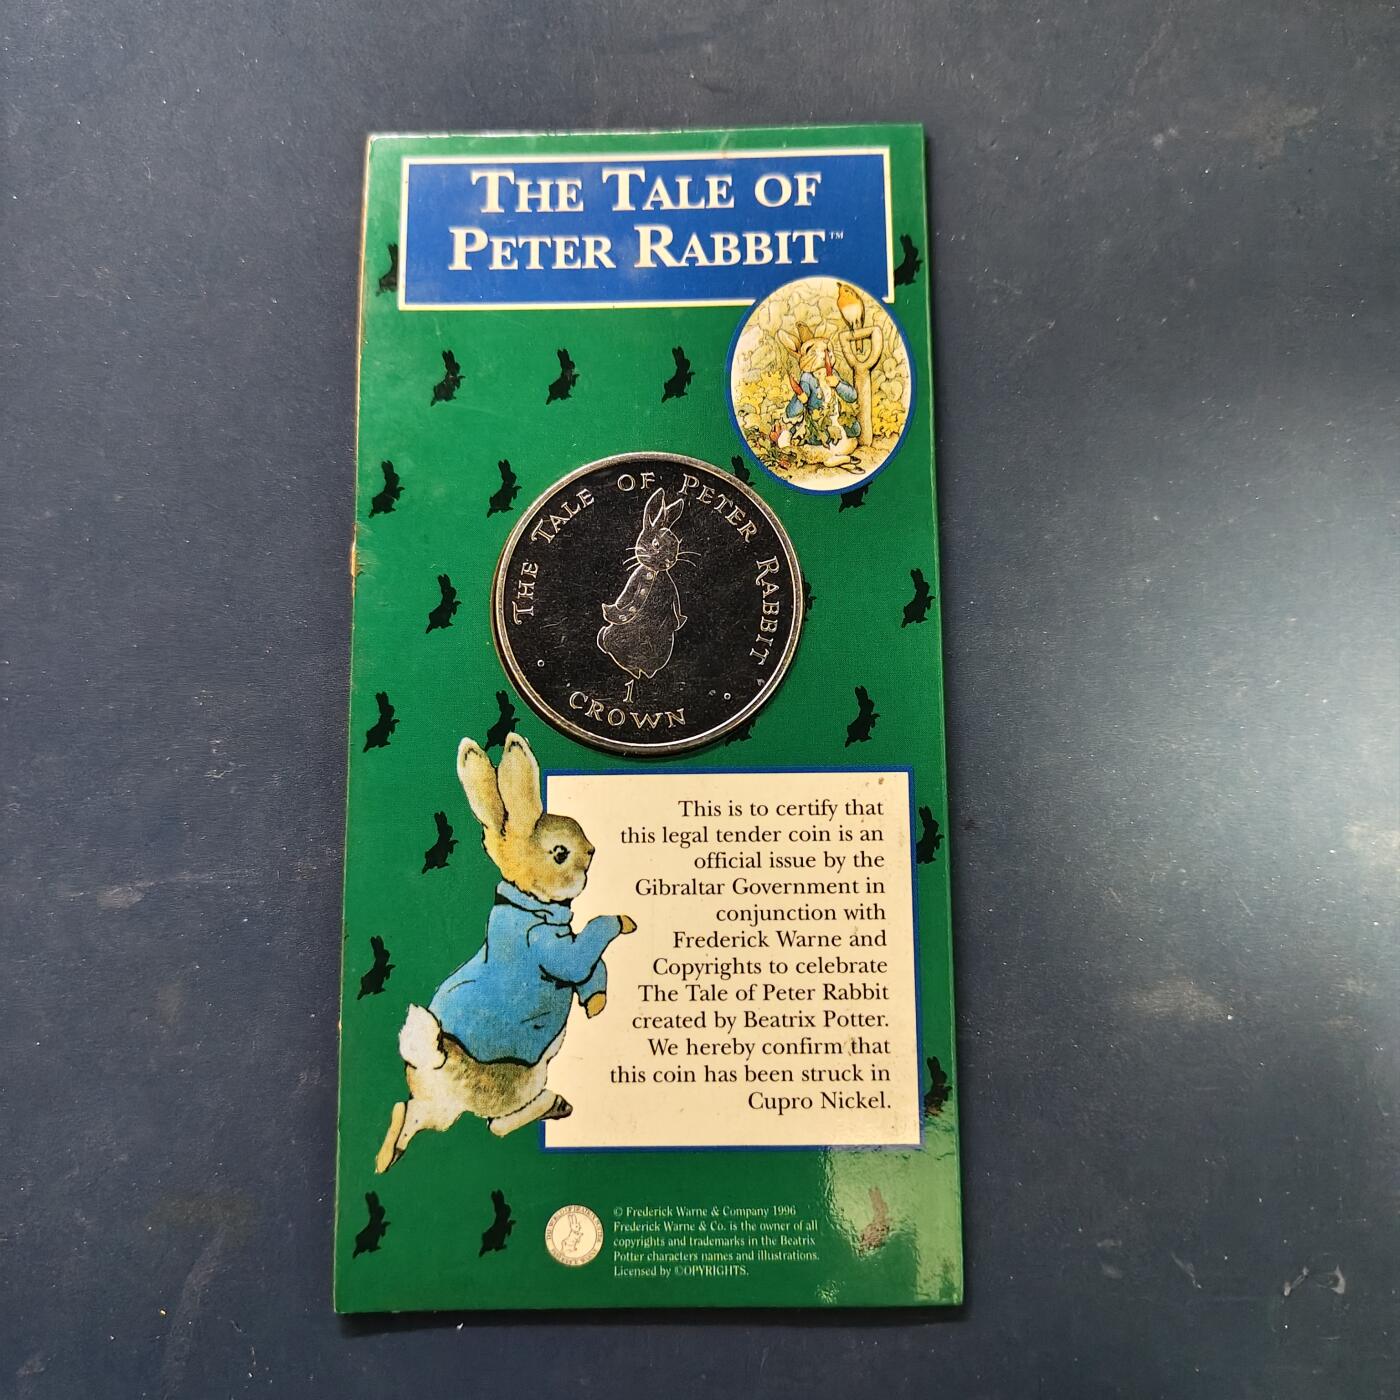 THE TALE OF
PETER RABBIT™
THE TALE OF PETER RABBIT
1
CROWN
This is to certify that
this legal tender coin is an
official issue by the
Gibraltar Government in
conjunction with
Frederick Warne and
Copyrights to celebrate
The Tale of Peter Rabbit
created by Beatrix Potter.
We hereby confirm that
this coin has been struck in
Cupro Nickel.
© Frederick Warne & Company 1996
Frederick Warne & Co. is the owner of all
copyrights and trademarks in the Beatrix
Potter characters names and illustrations.
Licensed by ©OPYRIGHTS.